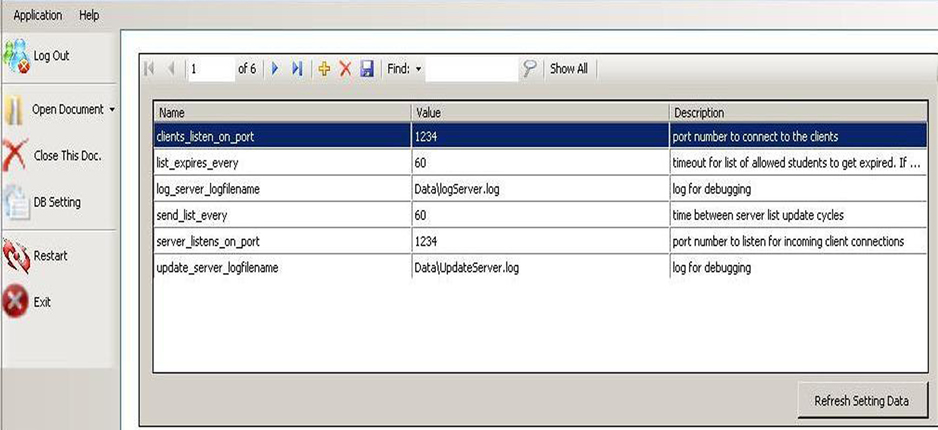 Application Help
Log Out
Open Document
Close This Doc.
DB Setting
Restart
Exit
1 of 6 Find: Show All
Name Value Description
clients_listen_on_port 1234 port number to connect to the clients
list_expires_every 60 timeout for list of allowed students to get expired. If ...
log_server_logfilename Data\logServer.log log for debugging
send_list_every 60 time between server list update cycles
server_listens_on_port 1234 port number to listen for incoming client connections
update_server_logfilename Data\UpdateServer.log log for debugging
Refresh Setting Data